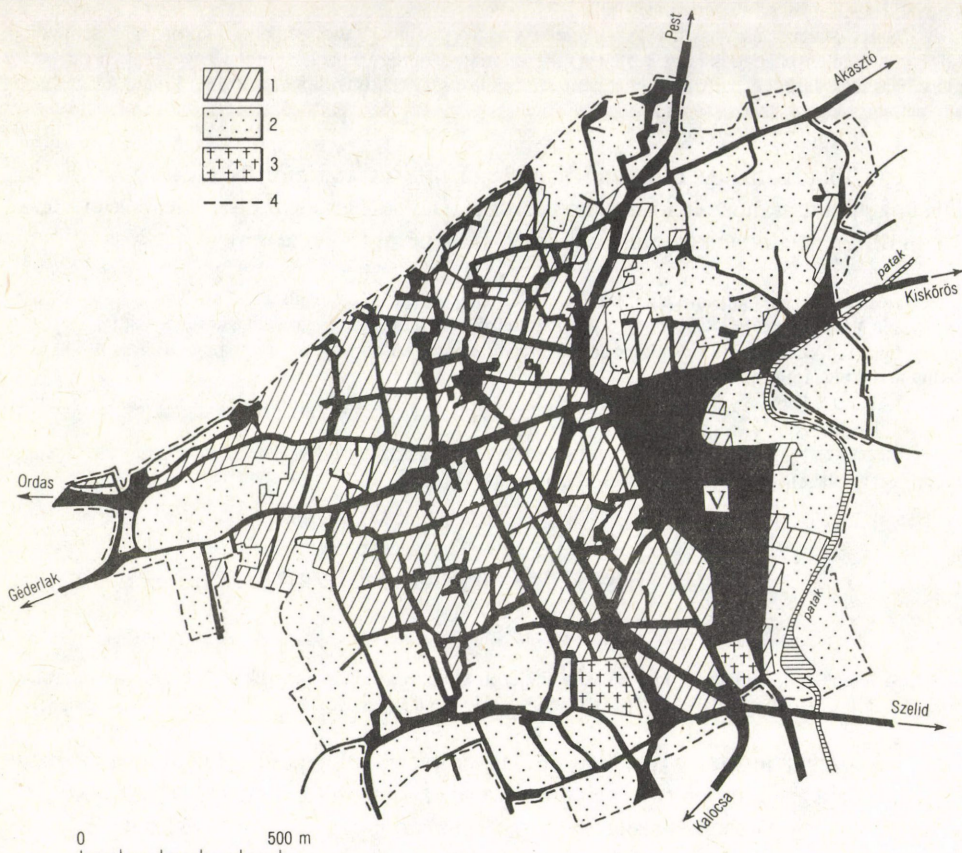 Pest
Akasztó
1
2
3
4
patak
Kiskőrös
V
Ordas
Géderlak
patak
Szelid
Kalocsa
0 500 m